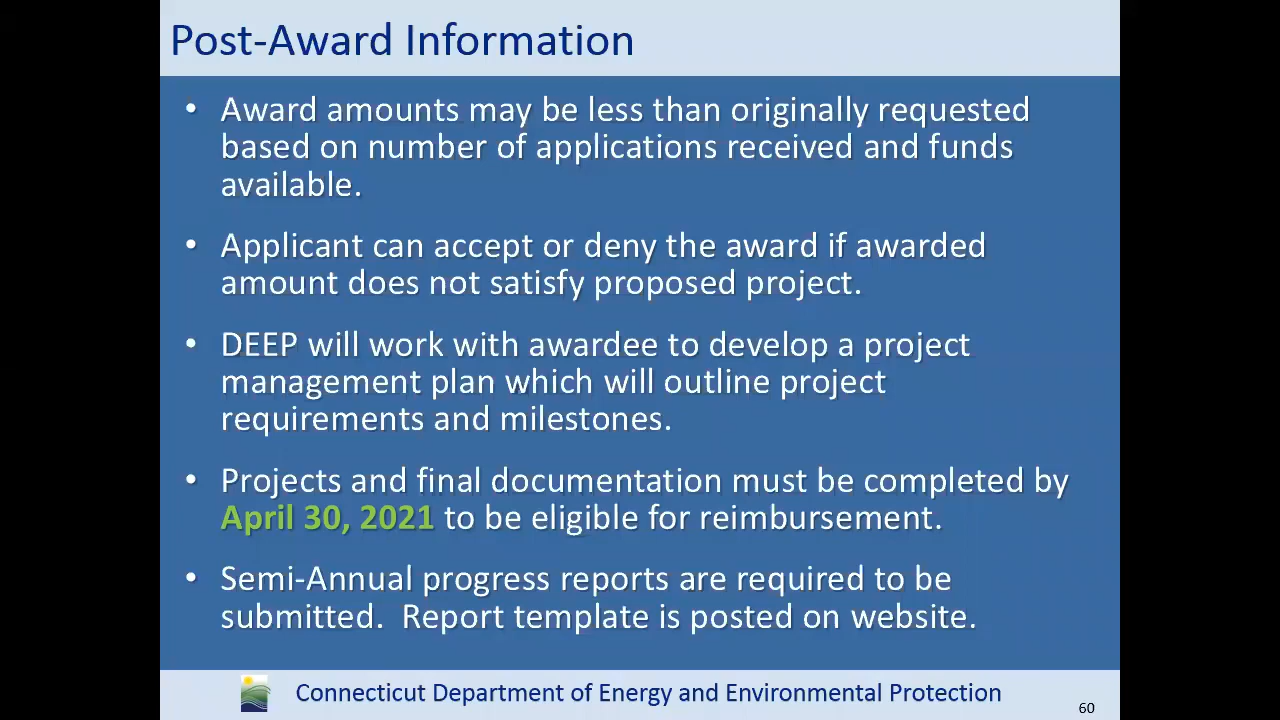 Post-Award Information
• Award amounts may be less than originally requested
based on number of applications received and funds
available.
• Applicant can accept or deny the award if awarded
amount does not satisfy proposed project.
• DEEP will work with awardee to develop a project
management plan which will outline project
requirements and milestones.
• Projects and final documentation must be completed by
April 30, 2021 to be eligible for reimbursement.
• Semi-Annual progress reports are required to be
submitted.  Report template is posted on website.
Connecticut Department of Energy and Environmental Protection
60